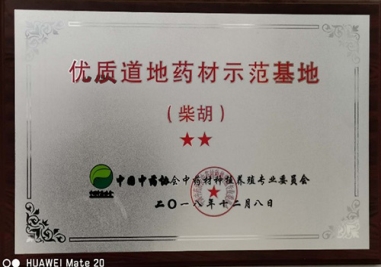 优质道地药材示范基地
(柴胡)
★★
中国中药协会中药材种植养殖专业委员会
二〇一八年十二月八日
HUAWEI Mate 20